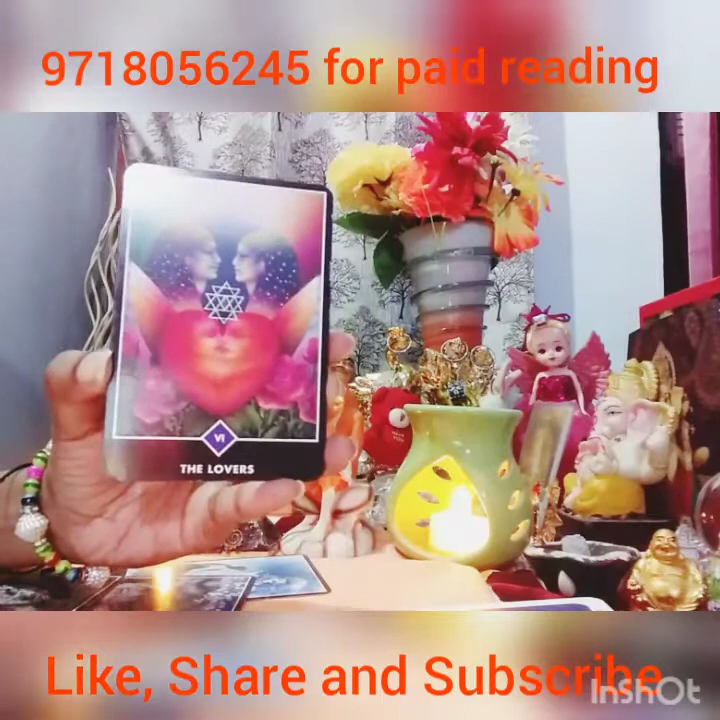 9718056245 for paid reading
VI
THE LOVERS
Like, Share and Subscribe
InShOt